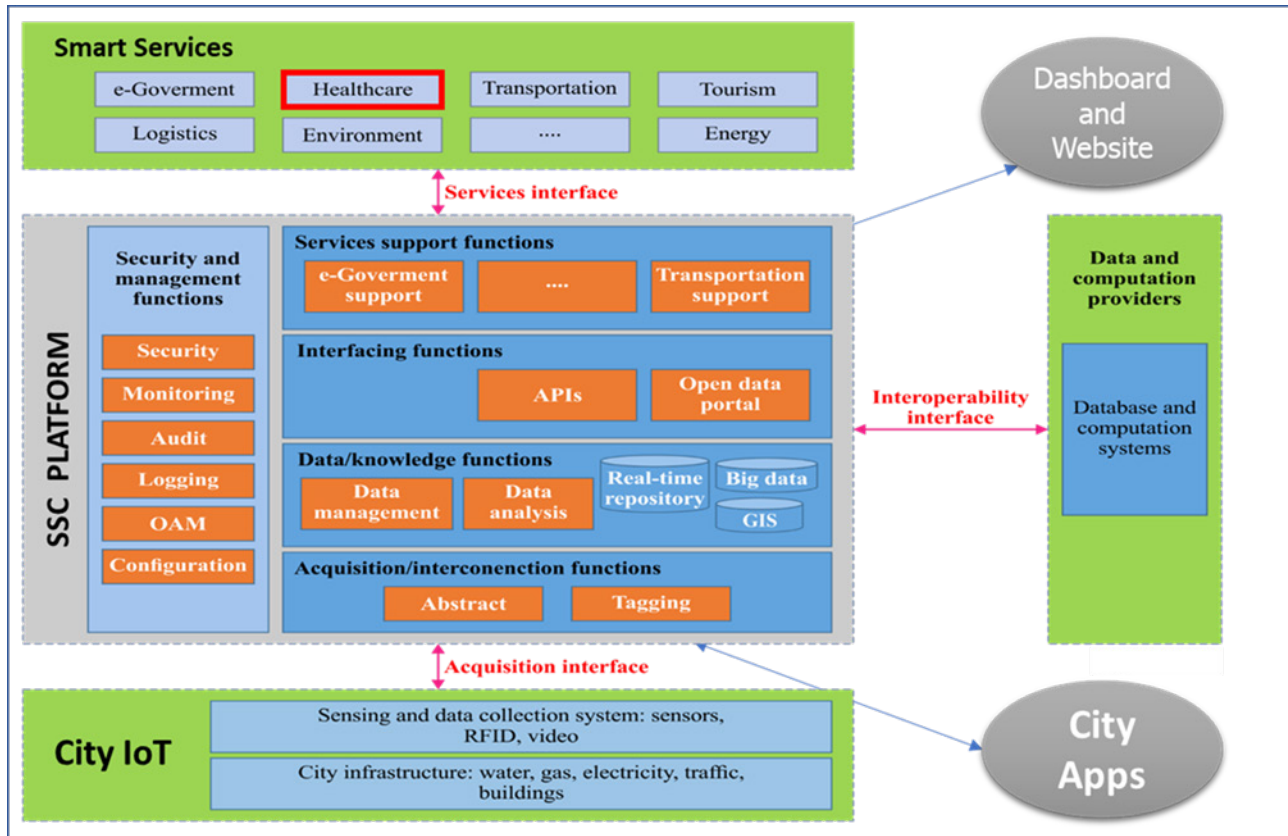 Smart Services
e-Goverment
Healthcare
Transportation
Tourism
Logistics
Environment
....
Energy
Services interface
Dashboard
and
Website
SSC PLATFORM
Security and
management
functions
Security
Monitoring
Audit
Logging
OAM
Configuration
Services support functions
e-Goverment
support
....
Transportation
support
Interfacing functions
APIs
Open data
portal
Data/knowledge functions
Data
management
Data
analysis
Real-time
repository
Big data
GIS
Acquisition/interconenction functions
Abstract
Tagging
Interoperability
interface
Data and
computation
providers
Database and
computation
systems
Acquisition interface
City IoT
Sensing and data collection system: sensors,
RFID, video
City infrastructure: water, gas, electricity, traffic,
buildings
City
Apps